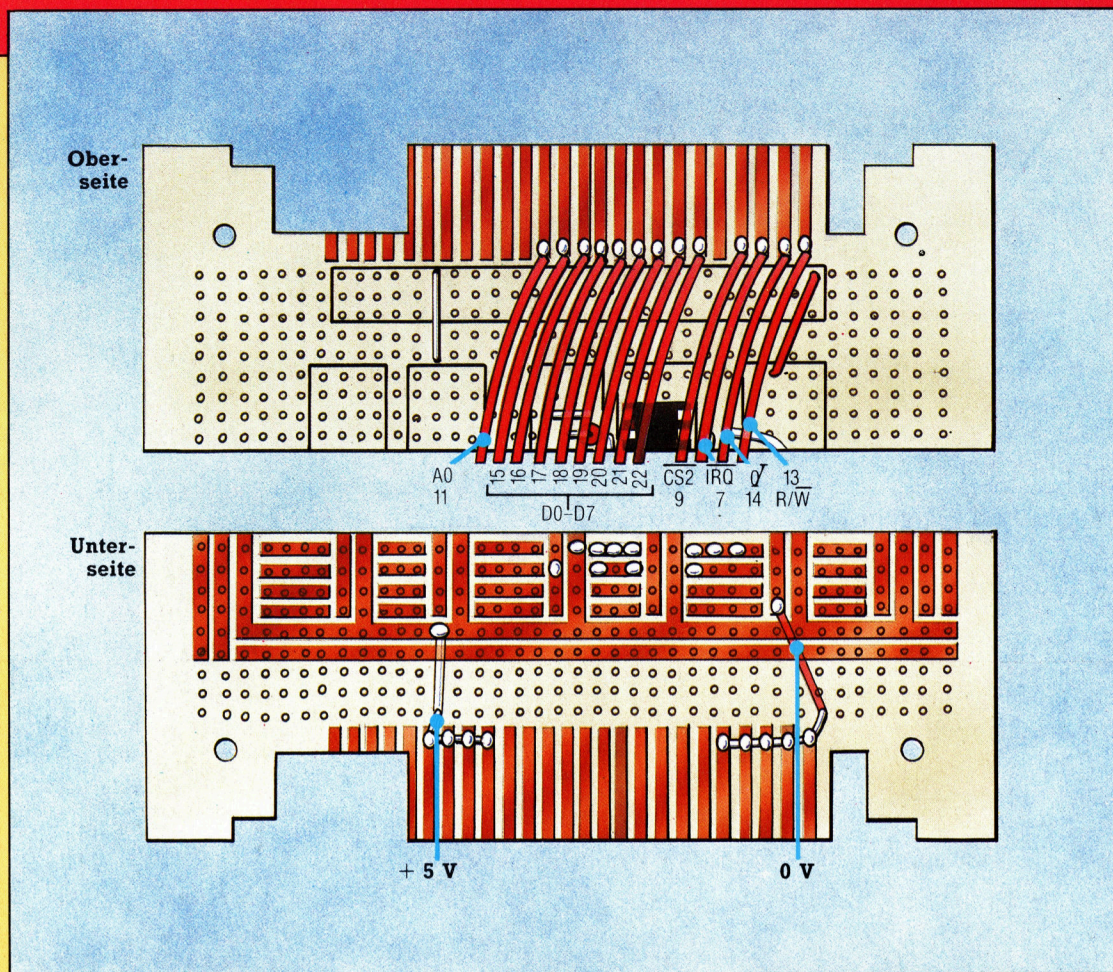 Ober-
seite
A0
11
15
16
17
18
19
20
21
22
D0–D7
CS2
9
IRQ
7
14
13
R/W
Unter-
seite
+ 5 V
0 V